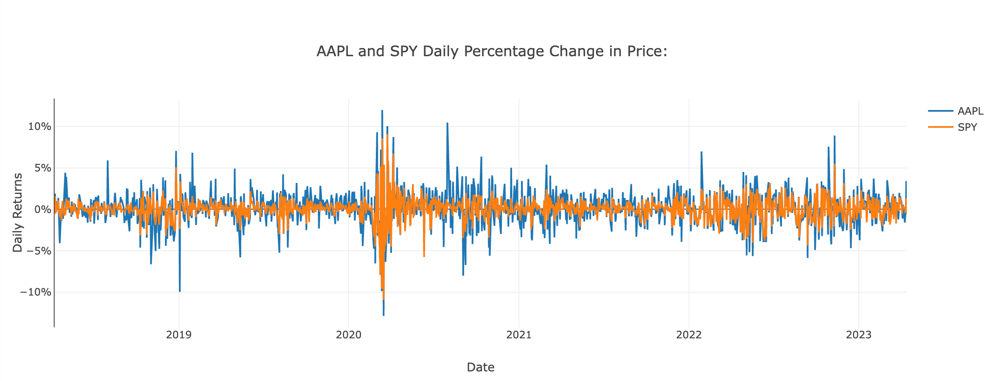 AAPL and SPY Daily Percentage Change in Price:
AAPL
SPY
Daily Returns
10%
5%
0%
−5%
−10%
2019 2020 2021 2022 2023
Date